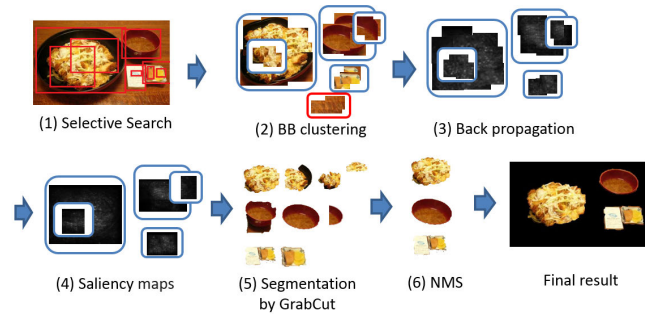 (1) Selective Search
(2) BB clustering
(3) Back propagation
(4) Saliency maps
(5) Segmentation
by GrabCut
(6) NMS
Final result